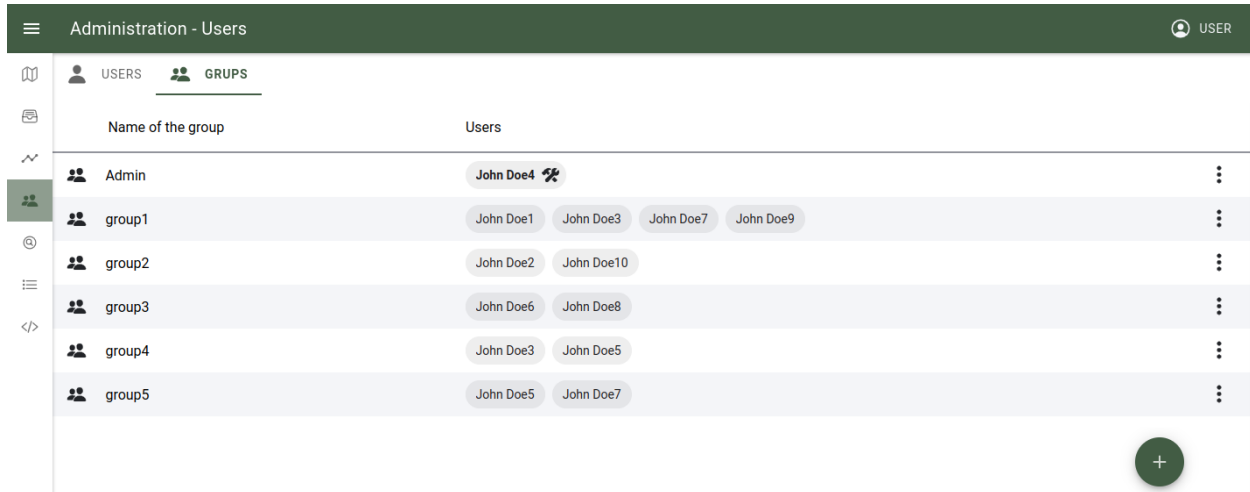 Administration - Users USER
USERS GRUPS
Name of the group Users
Admin John Doe4
group1 John Doe1 John Doe3 John Doe7 John Doe9
group2 John Doe2 John Doe10
group3 John Doe6 John Doe8
group4 John Doe3 John Doe5
group5 John Doe5 John Doe7